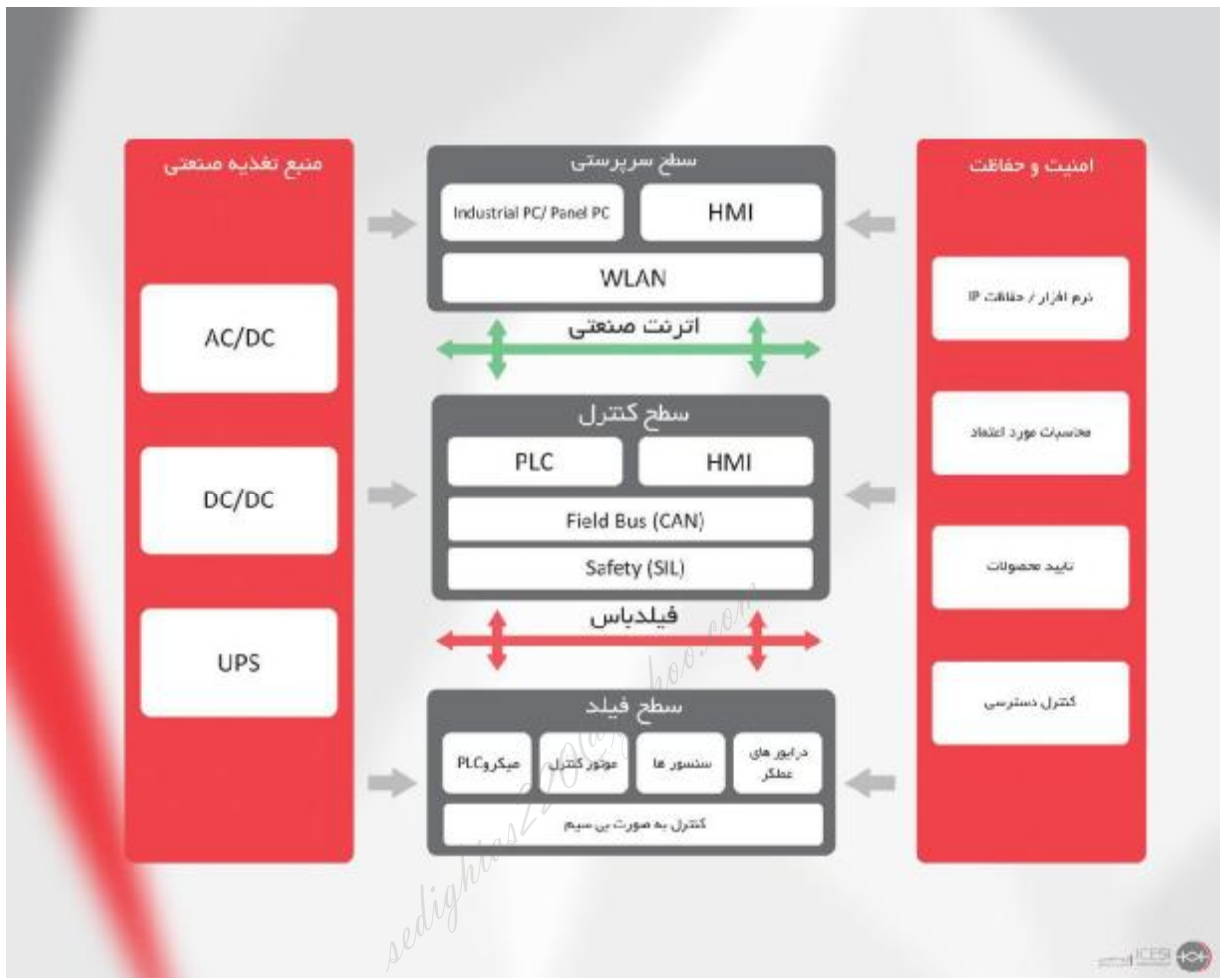 امنیت و حفاظت
نرم افزار / حفاظت IP
محاسبات مورد اعتماد
تایید محصولات
کنترل دسترسی
سطح سرپرستی
Industrial PC/ Panel PC
HMI
WLAN
اترنت صنعتی
سطح کنترل
PLC
HMI
Field Bus (CAN)
Safety (SIL)
فیلدباس
سطح فیلد
درایور های
عملگر
سنسور ها
موتور کنترل
میکروPLC
کنترل به صورت بی سیم
منبع تغذیه صنعتی
AC/DC
DC/DC
UPS
ICESI